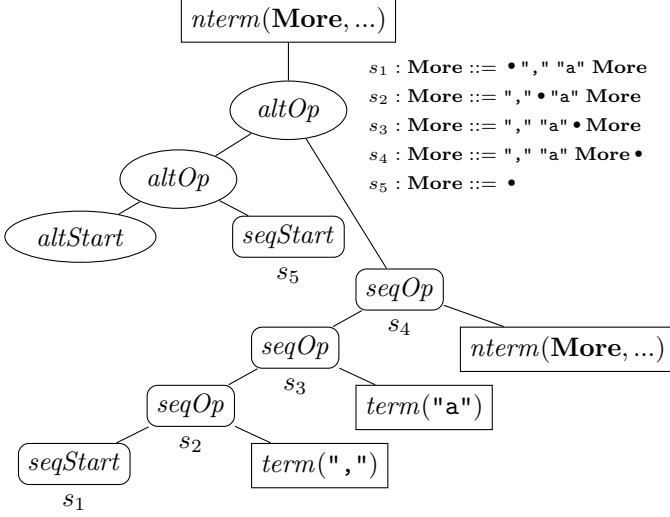 nterm(More, ...)
s₁ : More ::= • "," "a" More
s₂ : More ::= "," • "a" More
s₃ : More ::= "," "a" • More
s₄ : More ::= "," "a" More •
s₅ : More ::= •
altOp
altOp
altStart
seqStart
s₅
seqOp
s₄
seqOp
s₃
nterm(More, ...)
seqOp
s₂
term("a")
seqStart
s₁
term(",")